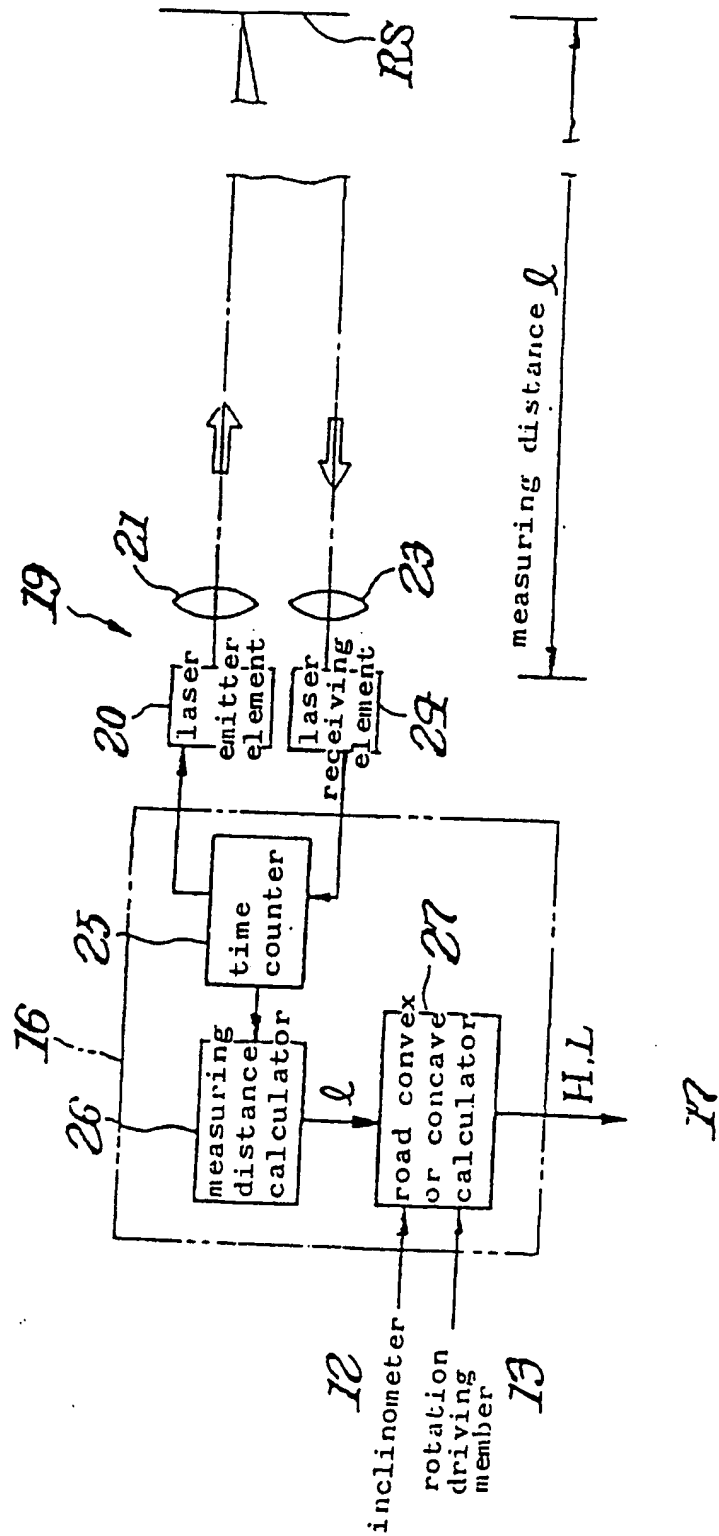 RS
measuring distance ℓ
19
21
23
20
laser
emitter
element
laser
receiving
element
24
16
25
time
counter
26
measuring
distance
calculator
ℓ
27
road convex
or concave
calculator
H,L
17
12
inclinometer
rotation
driving
member
13